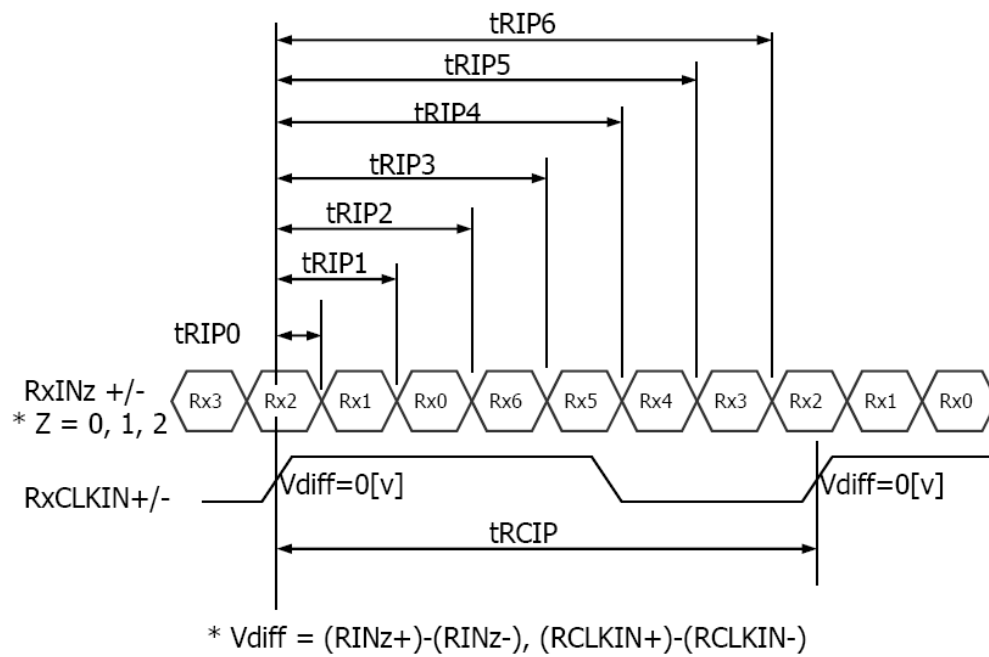 tRIP6
tRIP5
tRIP4
tRIP3
tRIP2
tRIP1
tRIP0
RxINz +/-
* Z = 0, 1, 2
Rx3 Rx2 Rx1 Rx0 Rx6 Rx5 Rx4 Rx3 Rx2 Rx1 Rx0
RxCLKIN+/-
Vdiff=0[v] Vdiff=0[v]
tRCIP
* Vdiff = (RINz+)-(RINz-), (RCLKIN+)-(RCLKIN-)